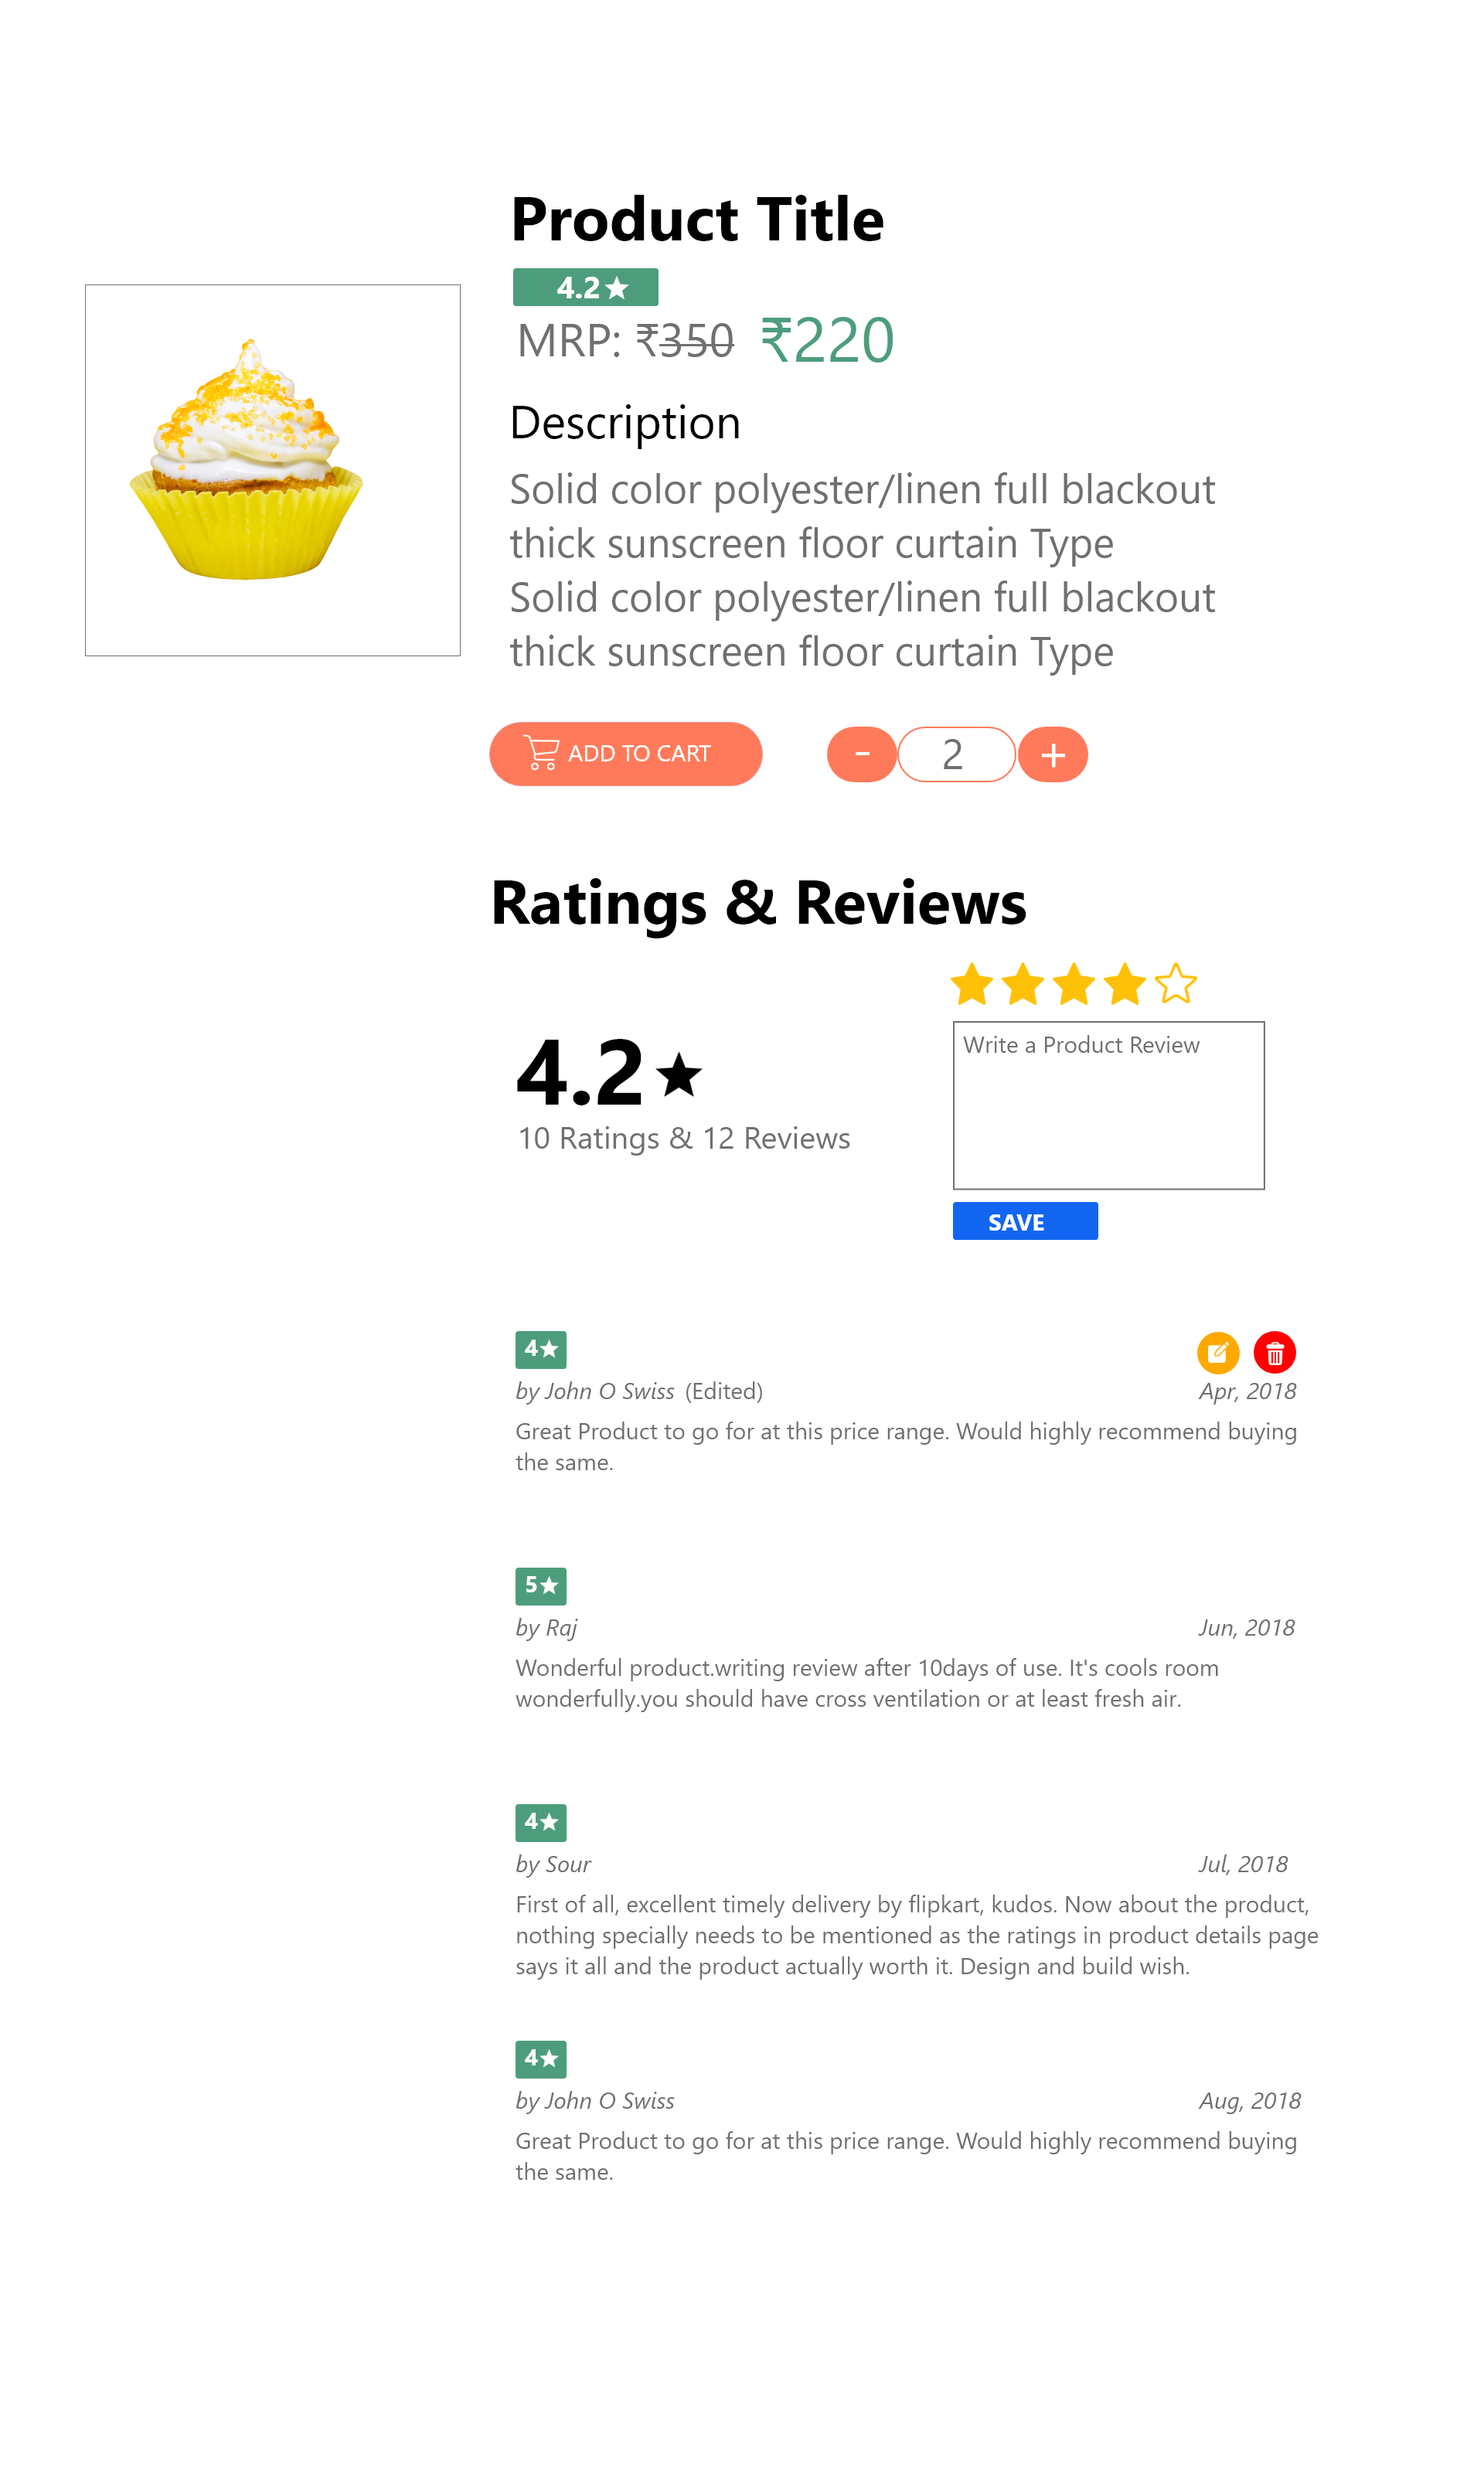 Product Title
4.2★
MRP: ₹350 ₹220
Description
Solid color polyester/linen full blackout
thick sunscreen floor curtain Type
Solid color polyester/linen full blackout
thick sunscreen floor curtain Type
ADD TO CART - 2 +
Ratings & Reviews
4.2★
10 Ratings & 12 Reviews
Write a Product Review
SAVE
4★
by John O Swiss (Edited) Apr, 2018
Great Product to go for at this price range. Would highly recommend buying
the same.
5★
by Raj Jun, 2018
Wonderful product.writing review after 10days of use. It's cools room
wonderfully.you should have cross ventilation or at least fresh air.
4★
by Sour Jul, 2018
First of all, excellent timely delivery by flipkart, kudos. Now about the product,
nothing specially needs to be mentioned as the ratings in product details page
says it all and the product actually worth it. Design and build wish.
4★
by John O Swiss Aug, 2018
Great Product to go for at this price range. Would highly recommend buying
the same.